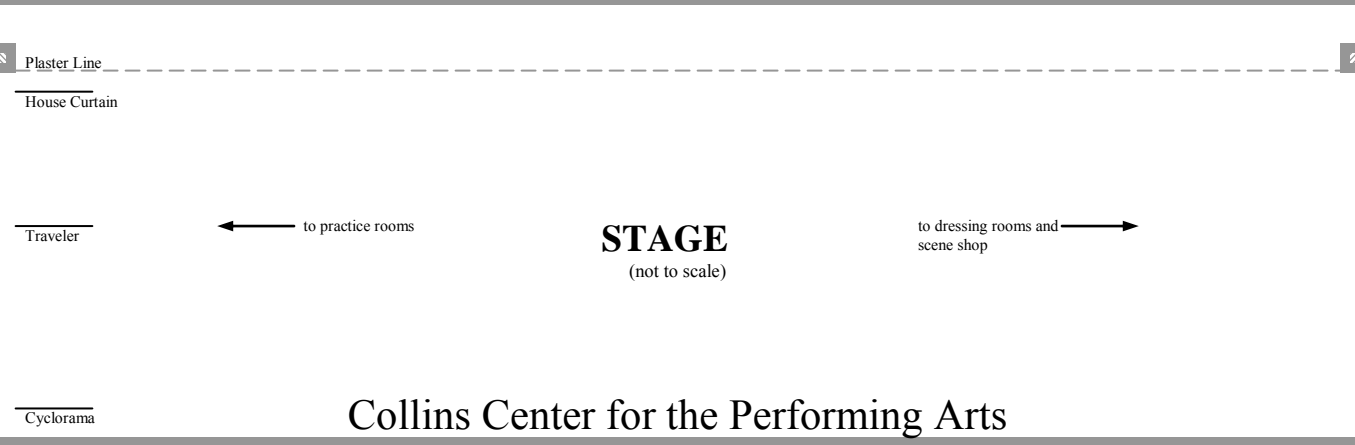 Plaster Line
House Curtain
Traveler
to practice rooms
STAGE
(not to scale)
to dressing rooms and
scene shop
Cyclorama
Collins Center for the Performing Arts